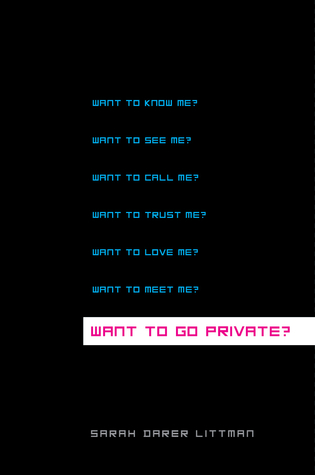 WANT TO KNOW ME?
WANT TO SEE ME?
WANT TO CALL ME?
WANT TO TRUST ME?
WANT TO LOVE ME?
WANT TO MEET ME?
WANT TO GO PRIVATE?
SARAH DARER LITTMAN